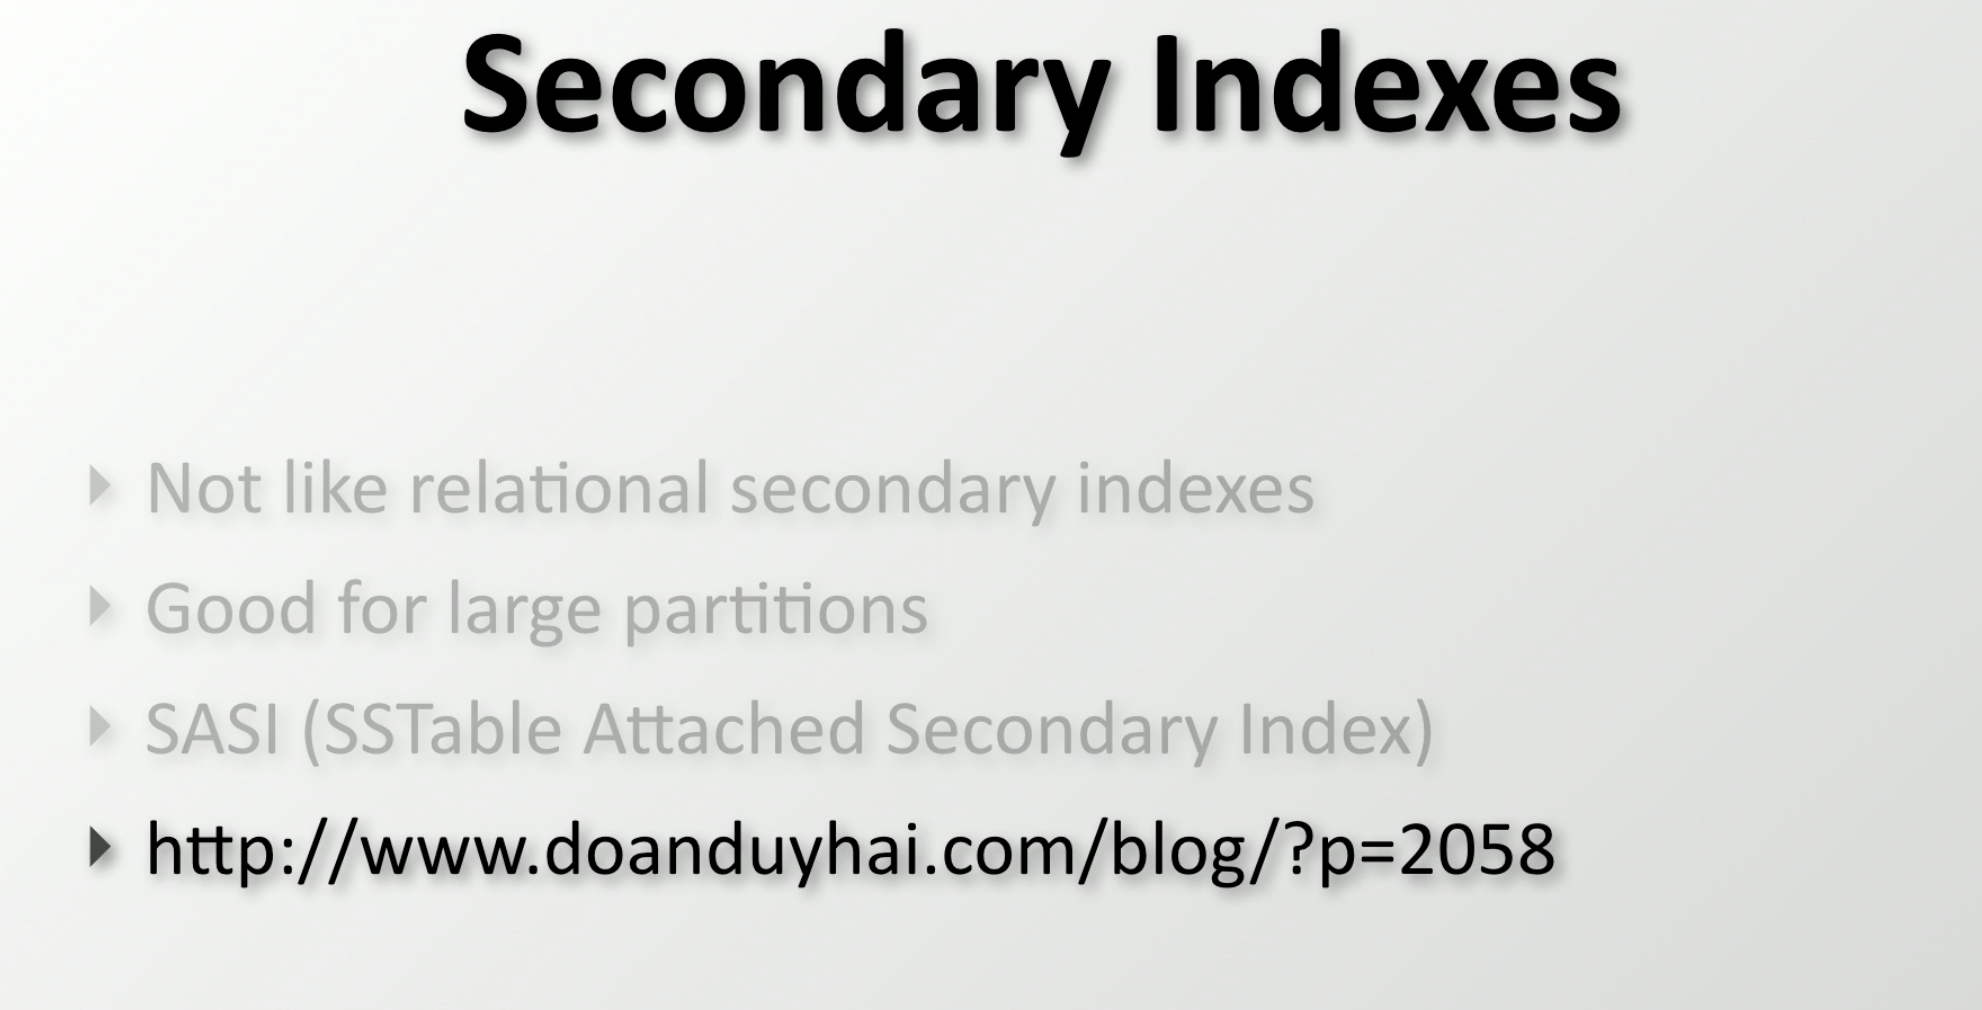 Secondary Indexes
Not like relational secondary indexes
Good for large partitions
SASI (SSTable Attached Secondary Index)
http://www.doanduyhai.com/blog/?p=2058